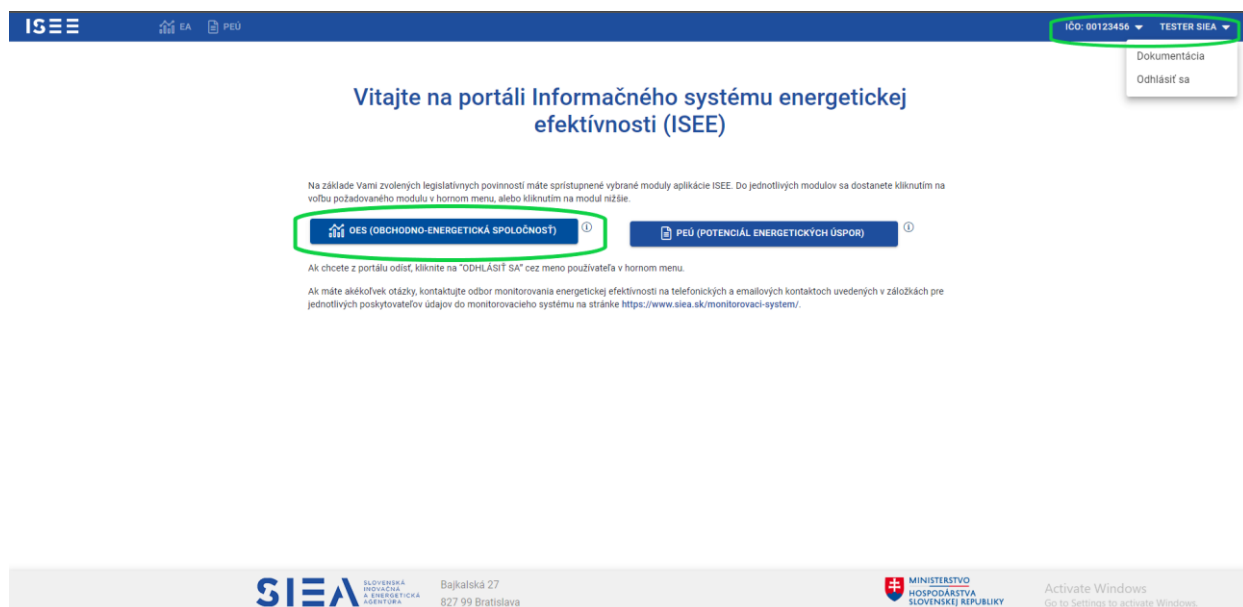 ISEE EA PEÚ IČO: 00123456 TESTER SIEA
Dokumentácia
Odhlásiť sa
Vitajte na portáli Informačného systému energetickej
efektívnosti (ISEE)
Na základe Vami zvolených legislatívnych povinností máte sprístupnené vybrané moduly aplikácie ISEE. Do jednotlivých modulov sa dostanete kliknutím na
voľbu požadovaného modulu v hornom menu, alebo kliknutím na modul nižšie.
OES (OBCHODNO-ENERGETICKÁ SPOLOČNOSŤ) PEÚ (POTENCIÁL ENERGETICKÝCH ÚSPOR)
Ak chcete z portálu odísť, kliknite na "ODHLÁSIŤ SA" cez meno používateľa v hornom menu.
Ak máte akékoľvek otázky, kontaktujte odbor monitorovania energetickej efektívnosti na telefonických a emailových kontaktoch uvedených v záložkách pre
jednotlivých poskytovateľov údajov do monitorovacieho systému na stránke https://www.siea.sk/monitorovaci-system/.
SIEA
SLOVENSKÁ
INOVAČNÁ
A ENERGETICKÁ
AGENTÚRA
Bajkalská 27
827 99 Bratislava
MINISTERSTVO
HOSPODÁRSTVA
SLOVENSKEJ REPUBLIKY
Activate Windows
Go to Settings to activate Windows.